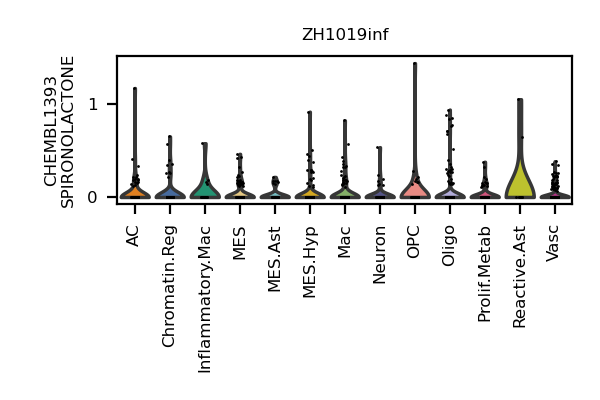 ZH1019inf
CHEMBL1393
SPIRONOLACTONE
1
0
AC
Chromatin.Reg
Inflammatory.Mac
MES
MES.Ast
MES.Hyp
Mac
Neuron
OPC
Oligo
Prolif.Metab
Reactive.Ast
Vasc